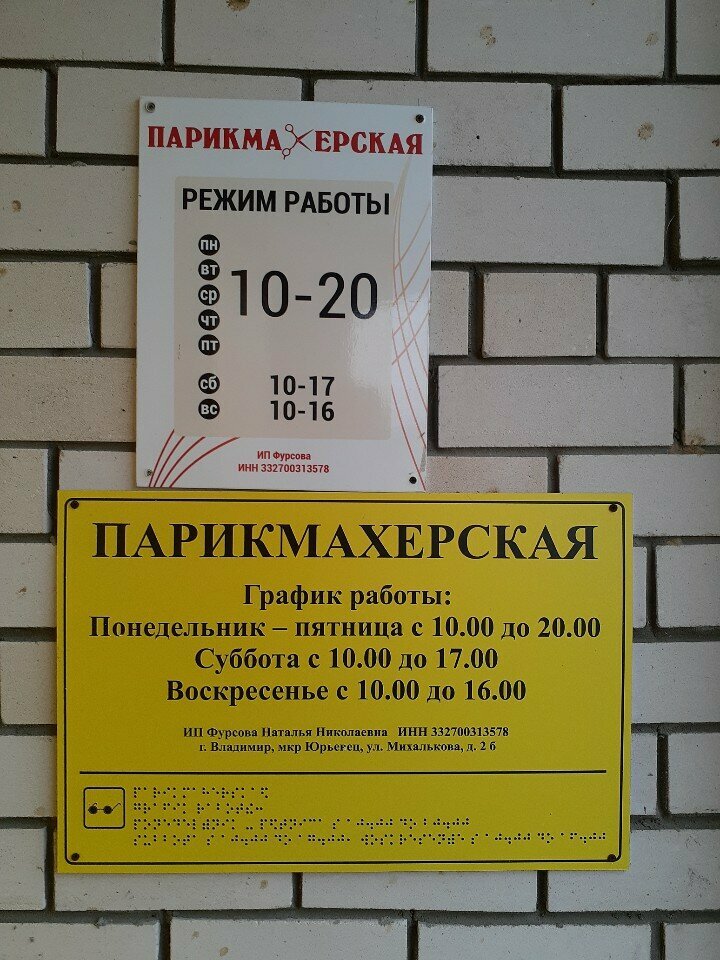 ПАРИКМАХЕРСКАЯ
РЕЖИМ РАБОТЫ
пн
вт
ср
чт
пт
10-20
сб 10-17
вс 10-16
ИП Фурсова
ИНН 332700313578
ПАРИКМАХЕРСКАЯ
График работы:
Понедельник – пятница с 10.00 до 20.00
Суббота с 10.00 до 17.00
Воскресенье с 10.00 до 16.00
ИП Фурсова Наталья Николаевна ИНН 332700313578
г. Владимир, мкр Юрьевец, ул. Михалькова, д. 2 б